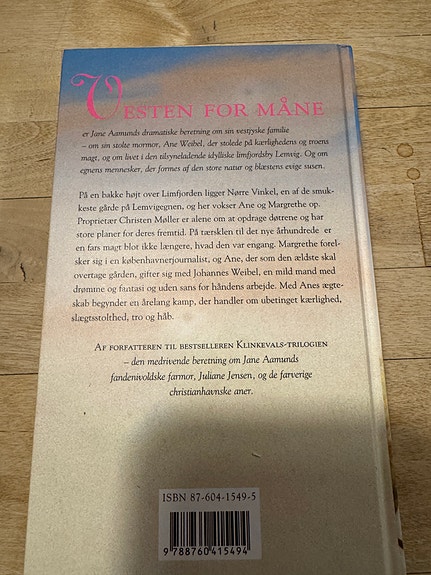 VESTEN FOR MÅNE
er Jane Aamunds dramatiske beretning om sin vestjyske familie
– om sin stolte mormor, Ane Weibel, der stolede på kærlighedens og troens
magt, og om livet i den tilsyneladende idylliske limfjordsby Lemvig. Og om
egnens mennesker, der formes af den store natur og blæstens evige susen.
På en bakke højt over Limfjorden ligger Nørre Vinkel, en af de smuk-
keste gårde på Lemvigegnen, og her vokser Ane og Margrethe op.
Proprietær Christen Møller er alene om at opdrage døtrene og har
store planer for deres fremtid. På tærsklen til det nye århundrede er
en fars magt blot ikke længere, hvad den var engang. Margrethe forel-
sker sig i en københavnerjournalist, og Ane, der som den ældste skal
overtage gården, gifter sig med Johannes Weibel, en mild mand med
drømme og fantasi og uden sans for håndens arbejde. Med Anes ægte-
skab begynder en årelang kamp, der handler om ubetinget kærlighed,
slægtsstolthed, tro og håb.
AF FORFATTEREN TIL BESTSELLEREN KLINKEVALS-TRILOGIEN
– den medrivende beretning om Jane Aamunds
fandenivoldske farmor, Juliane Jensen, og de farverige
christianhavnske aner.
ISBN 87-604-1549-5
9 788760 415494